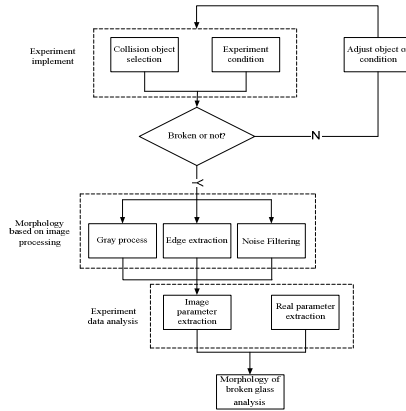 Experiment
implement
Collision object
selection
Experiment
condition
Adjust object or
condition
Broken or not?
N
Y
Morphology
based on image
processing
Gray process
Edge extraction
Noise Filtering
Experiment
data analysis
Image
parameter
extraction
Real parameter
extraction
Morphology of
broken glass
analysis